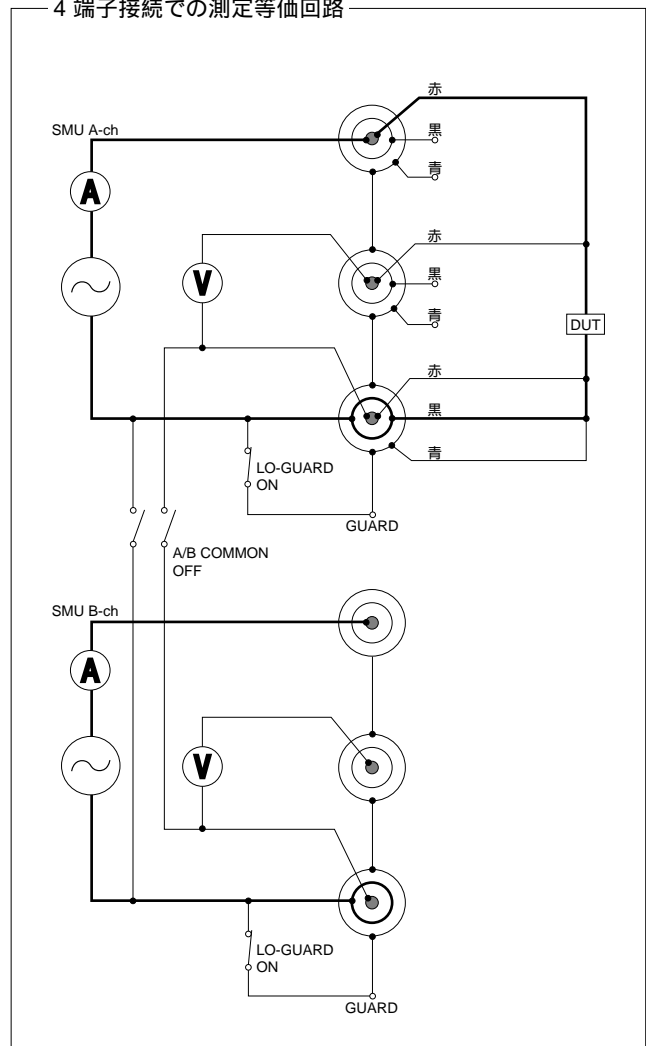 4 端子接続での測定等価回路
赤
SMU A-ch
黒
A
青
赤
V
黒
青
DUT
赤
黒
青
LO-GUARD
ON
GUARD
A/B COMMON
OFF
SMU B-ch
A
V
LO-GUARD
ON
GUARD